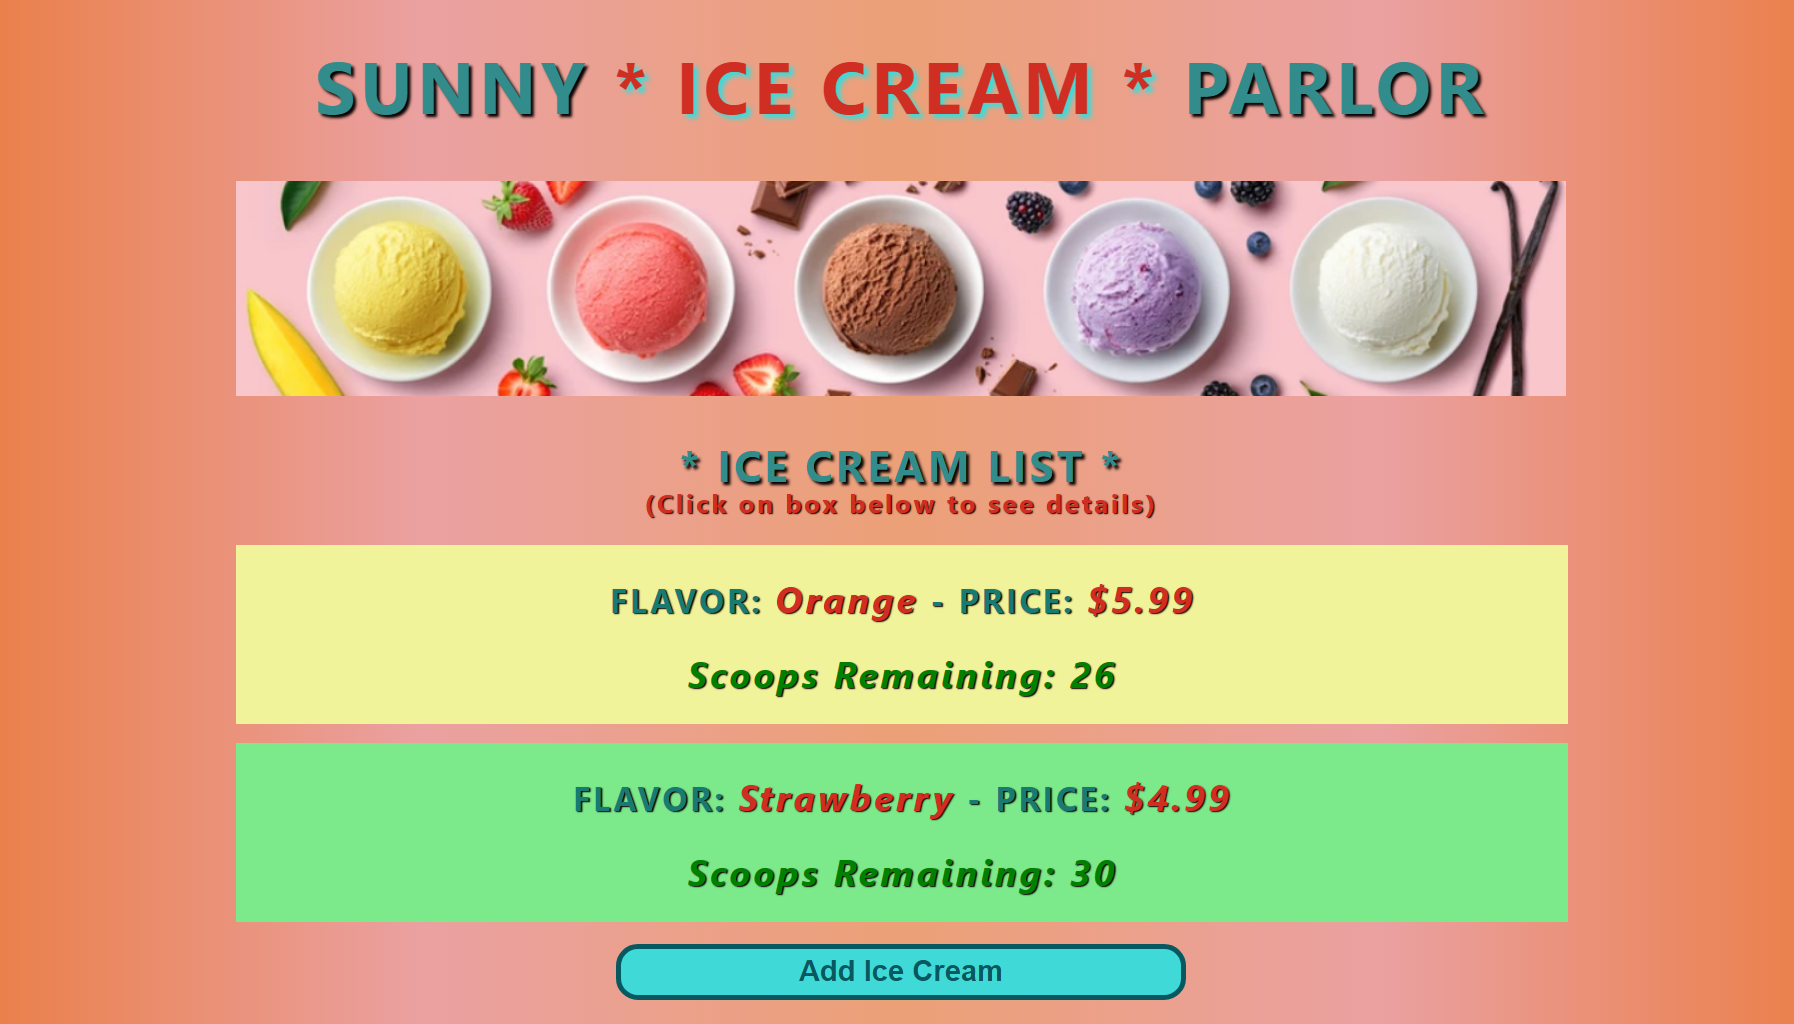 SUNNY * ICE CREAM * PARLOR
* ICE CREAM LIST *
(Click on box below to see details)
FLAVOR: Orange - PRICE: $5.99
Scoops Remaining: 26
FLAVOR: Strawberry - PRICE: $4.99
Scoops Remaining: 30
Add Ice Cream